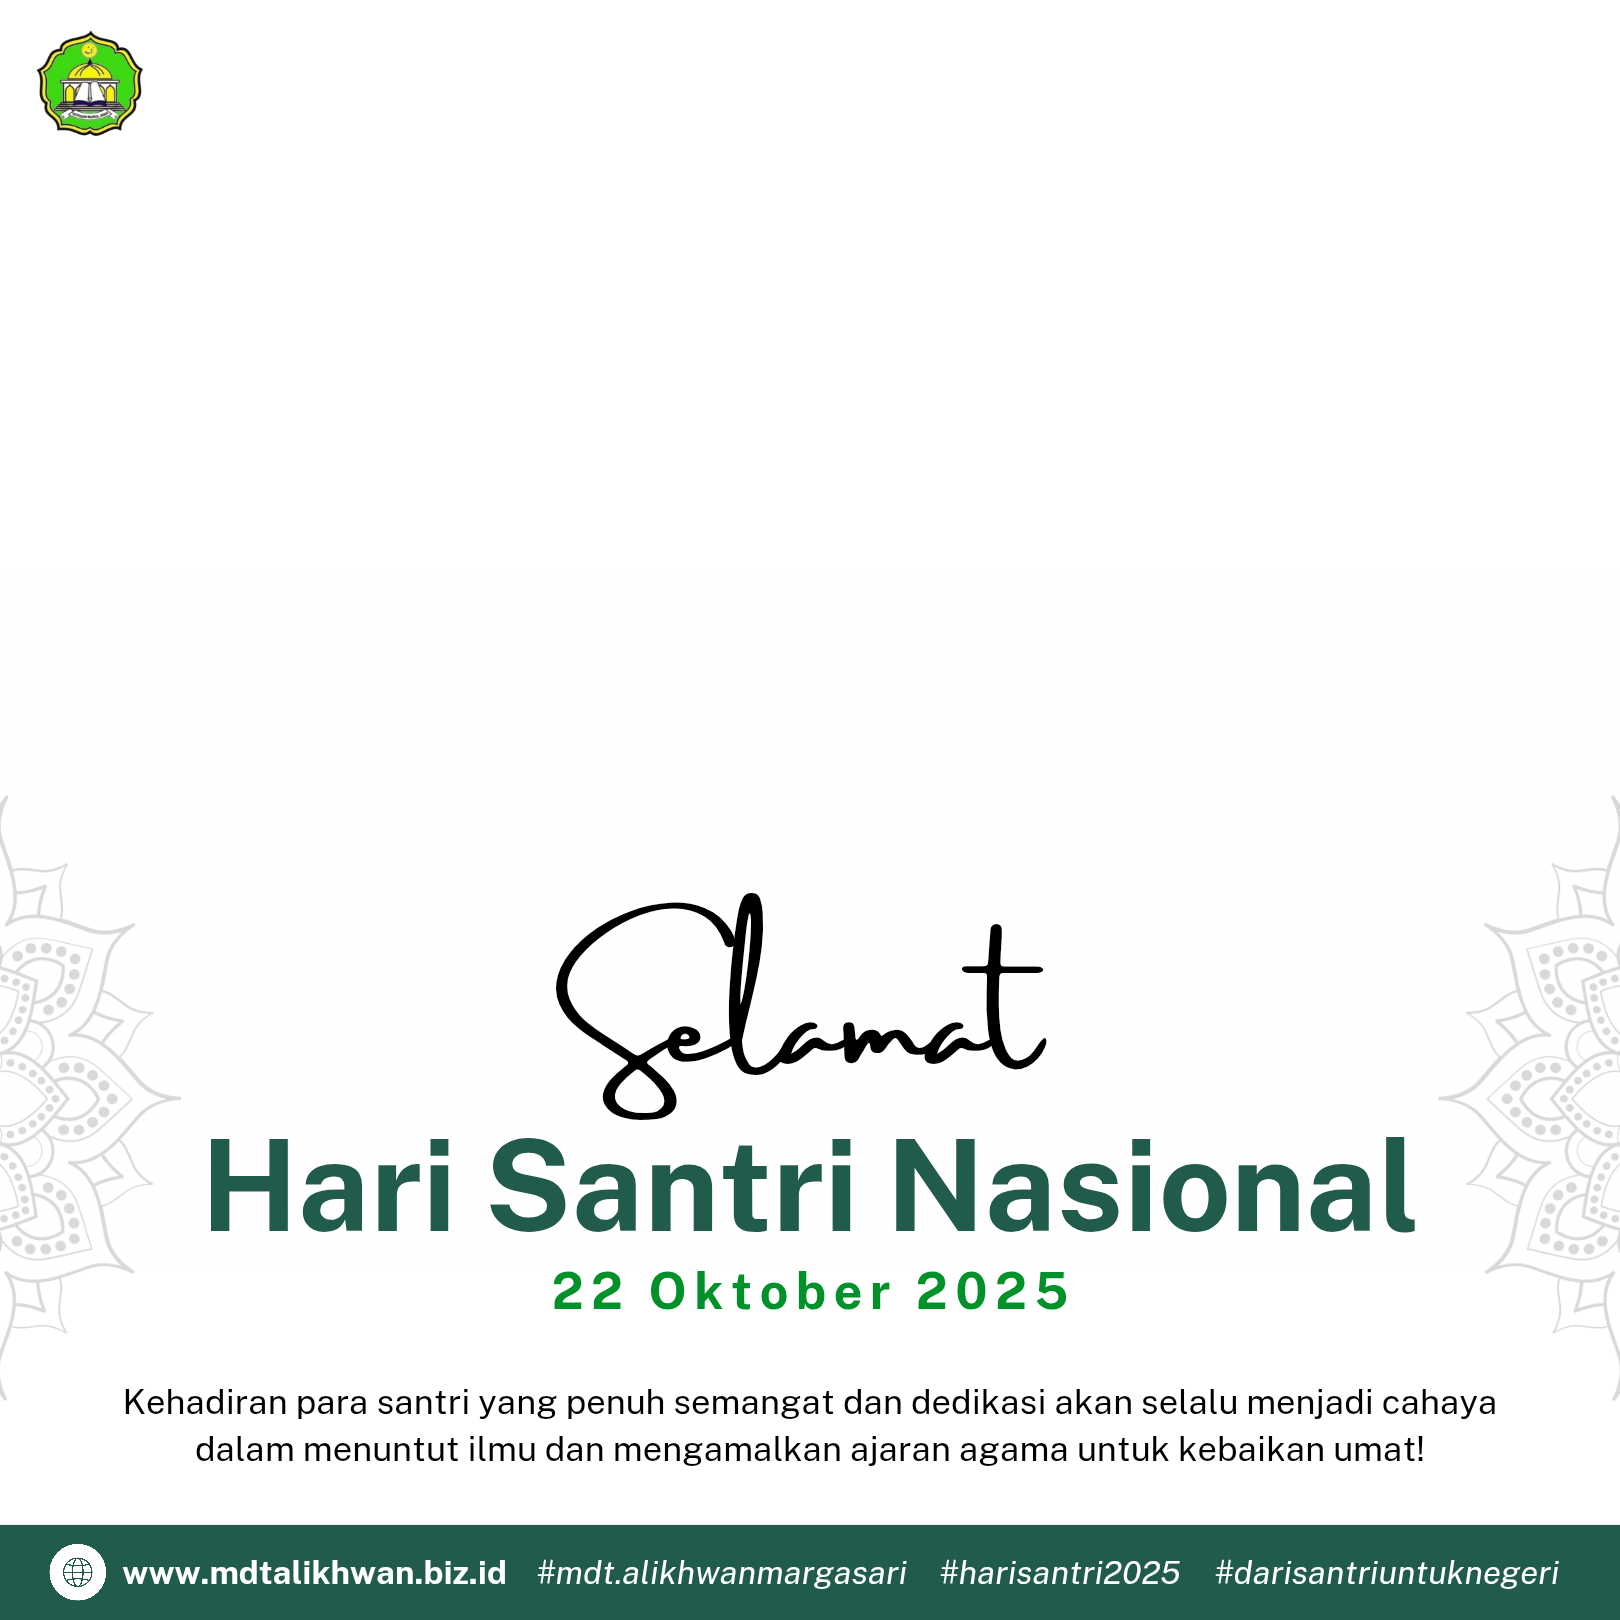 Selamat
Hari Santri Nasional
22 Oktober 2025
Kehadiran para santri yang penuh semangat dan dedikasi akan selalu menjadi cahaya
dalam menuntut ilmu dan mengamalkan ajaran agama untuk kebaikan umat!
www.mdtalikhwan.biz.id #mdt.alikhwanmargasari #harisantri2025 #darisantriuntuknegeri